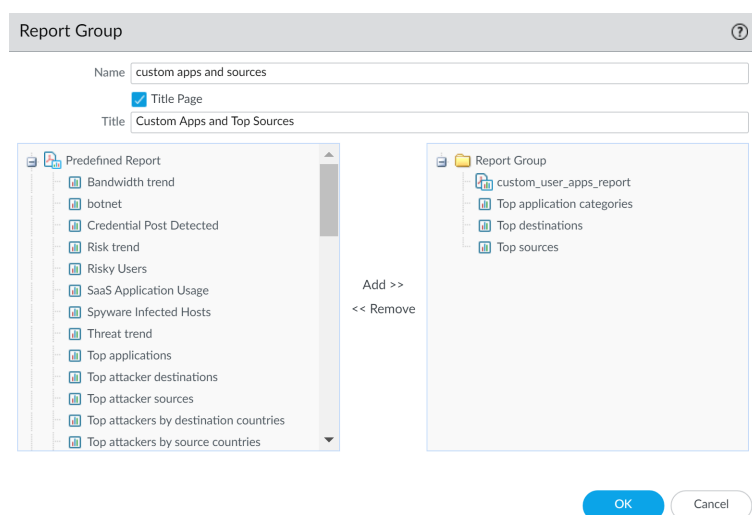 Report Group
?
Name custom apps and sources
Title Page
Title Custom Apps and Top Sources
Predefined Report
Bandwidth trend
botnet
Credential Post Detected
Risk trend
Risky Users
SaaS Application Usage
Spyware Infected Hosts
Threat trend
Top applications
Top attacker destinations
Top attacker sources
Top attackers by destination countries
Top attackers by source countries
Add >>
<< Remove
Report Group
custom_user_apps_report
Top application categories
Top destinations
Top sources
OK
Cancel